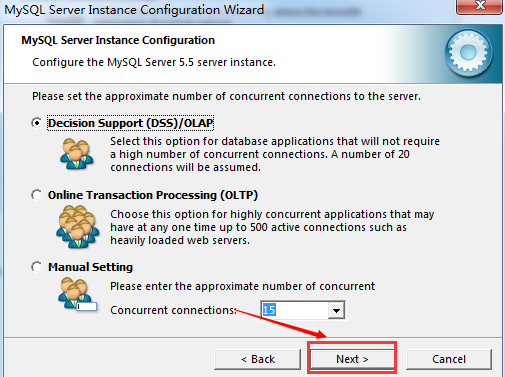 MySQL Server Instance Configuration Wizard
MySQL Server Instance Configuration
Configure the MySQL Server 5.5 server instance.
Please set the approximate number of concurrent connections to the server.
Decision Support (DSS)/OLAP
Select this option for database applications that will not require
a high number of concurrent connections. A number of 20
connections will be assumed.
Online Transaction Processing (OLTP)
Choose this option for highly concurrent applications that may
have at any one time up to 500 active connections such as
heavily loaded web servers.
Manual Setting
Please enter the approximate number of concurrent
Concurrent connections: 15
< Back Next > Cancel